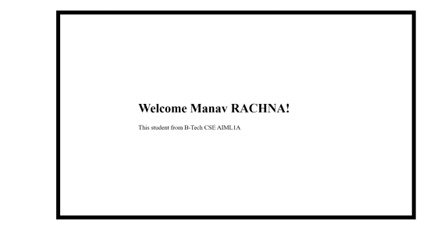 Welcome Manav RACHNA!
This student from B-Tech CSE AIML1A